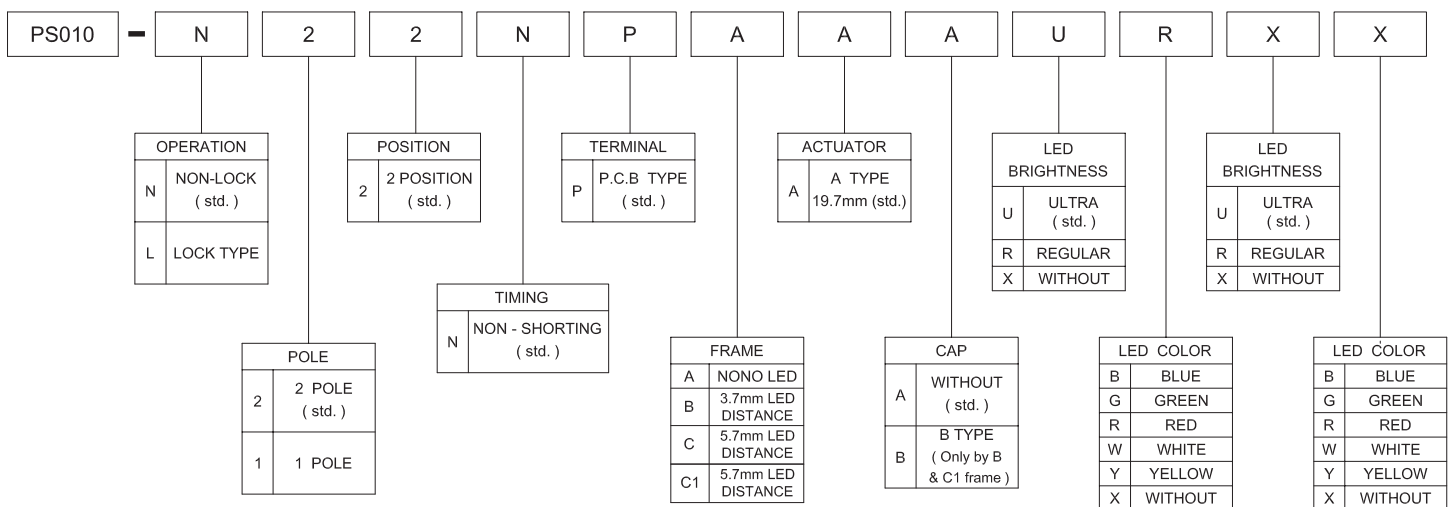 PS010 - N 2 2 N P A A A U R X X
OPERATION
N NON-LOCK
( std. )
L LOCK TYPE
POLE
2 2 POLE
( std. )
1 1 POLE
POSITION
2 2 POSITION
( std. )
TIMING
N NON - SHORTING
( std. )
TERMINAL
P P.C.B TYPE
( std. )
FRAME
A NONO LED
B 3.7mm LED
DISTANCE
C 5.7mm LED
DISTANCE
C1 5.7mm LED
DISTANCE
ACTUATOR
A A TYPE
19.7mm (std.)
CAP
A WITHOUT
( std. )
B B TYPE
( Only by B
& C1 frame )
LED
BRIGHTNESS
U ULTRA
( std. )
R REGULAR
X WITHOUT
LED COLOR
B BLUE
G GREEN
R RED
W WHITE
Y YELLOW
X WITHOUT
LED
BRIGHTNESS
U ULTRA
( std. )
R REGULAR
X WITHOUT
LED COLOR
B BLUE
G GREEN
R RED
W WHITE
Y YELLOW
X WITHOUT